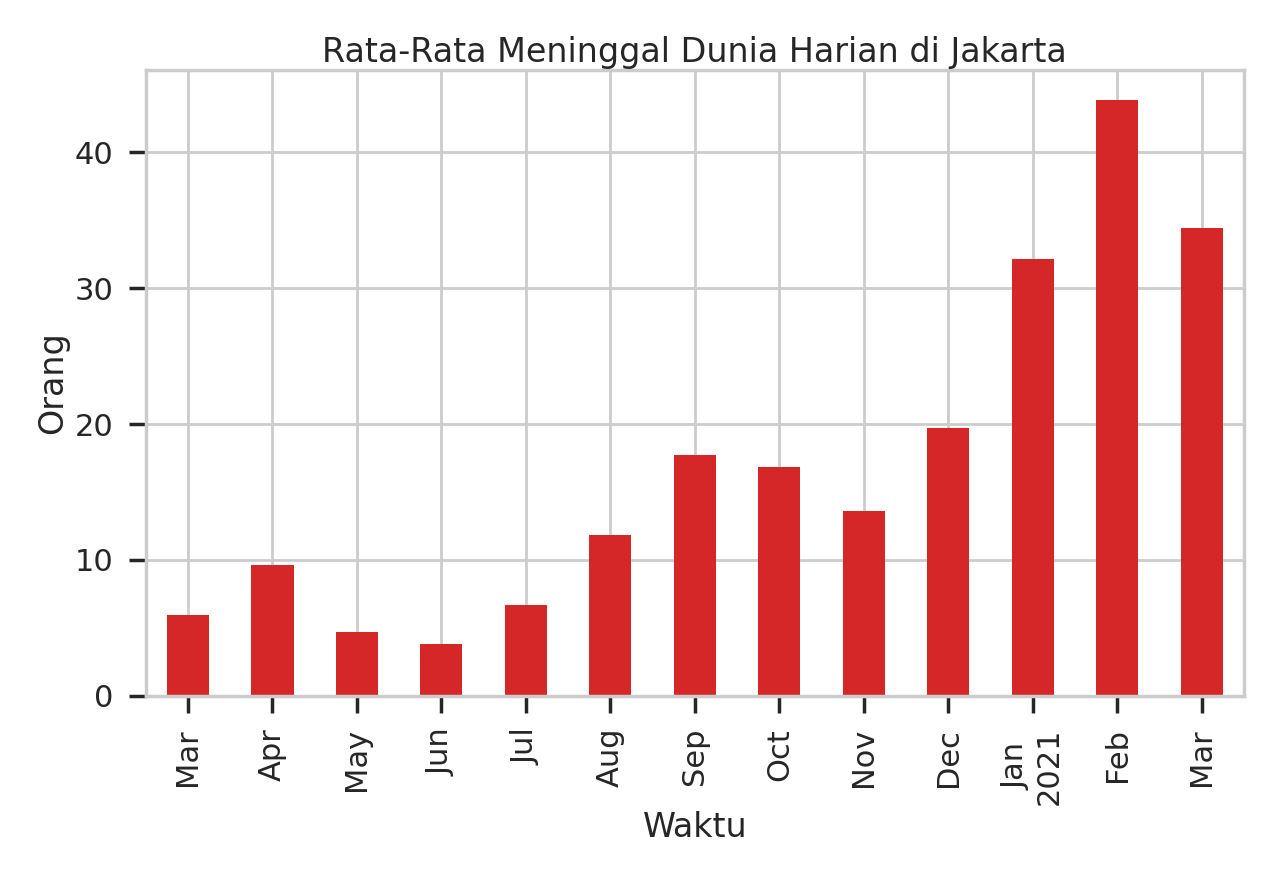 Rata-Rata Meninggal Dunia Harian di Jakarta
40
30
20
10
0
Orang
Mar
Apr
May
Jun
Jul
Aug
Sep
Oct
Nov
Dec
Jan
2021
Feb
Mar
Waktu